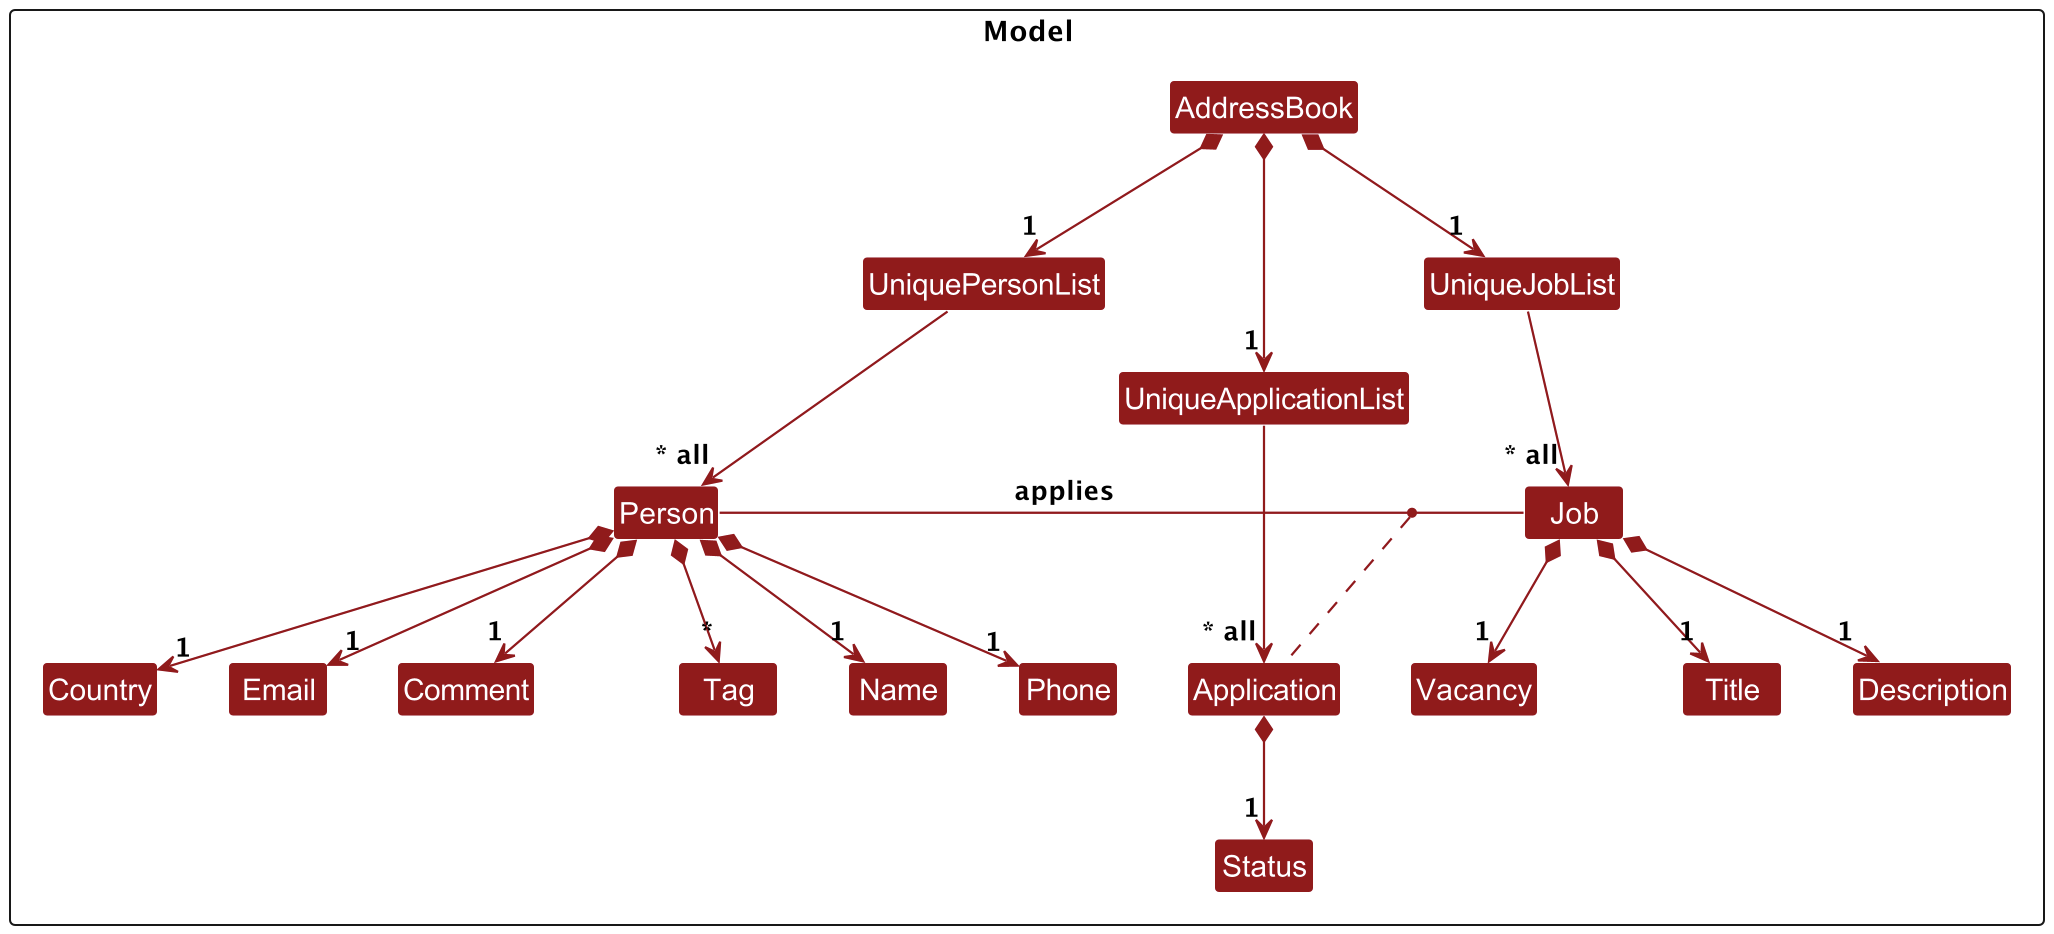 Model
AddressBook
1
1
UniquePersonList
UniqueJobList
1
UniqueApplicationList
* all
* all
applies
Person
Job
* all
1
1
1
*
1
1
1
1
1
Country
Email
Comment
Tag
Name
Phone
Application
Vacancy
Title
Description
1
Status